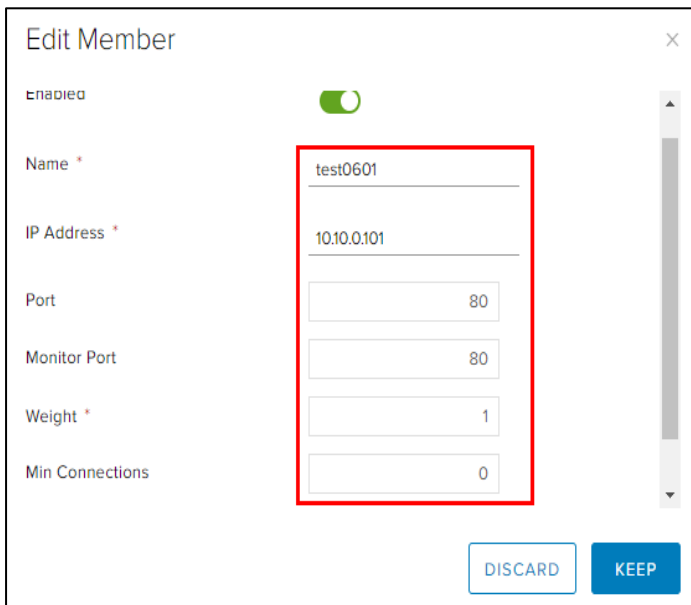 Edit Member
Enabled
Name *
test0601
IP Address *
10.10.0.101
Port
80
Monitor Port
80
Weight *
1
Min Connections
0
DISCARD
KEEP